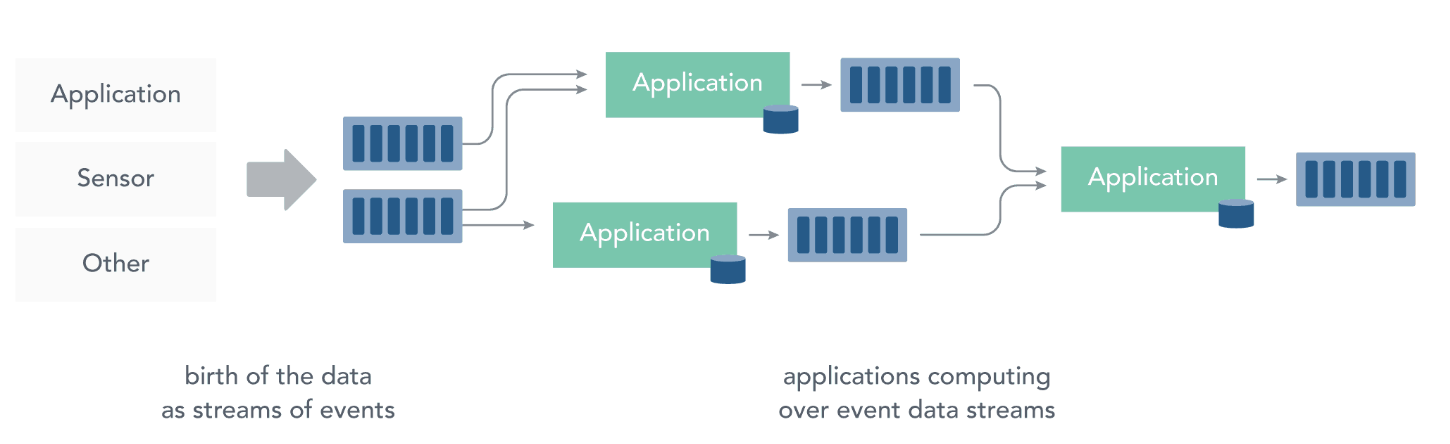 Application
Sensor
Other
Application
Application
Application
birth of the data
as streams of events
applications computing
over event data streams